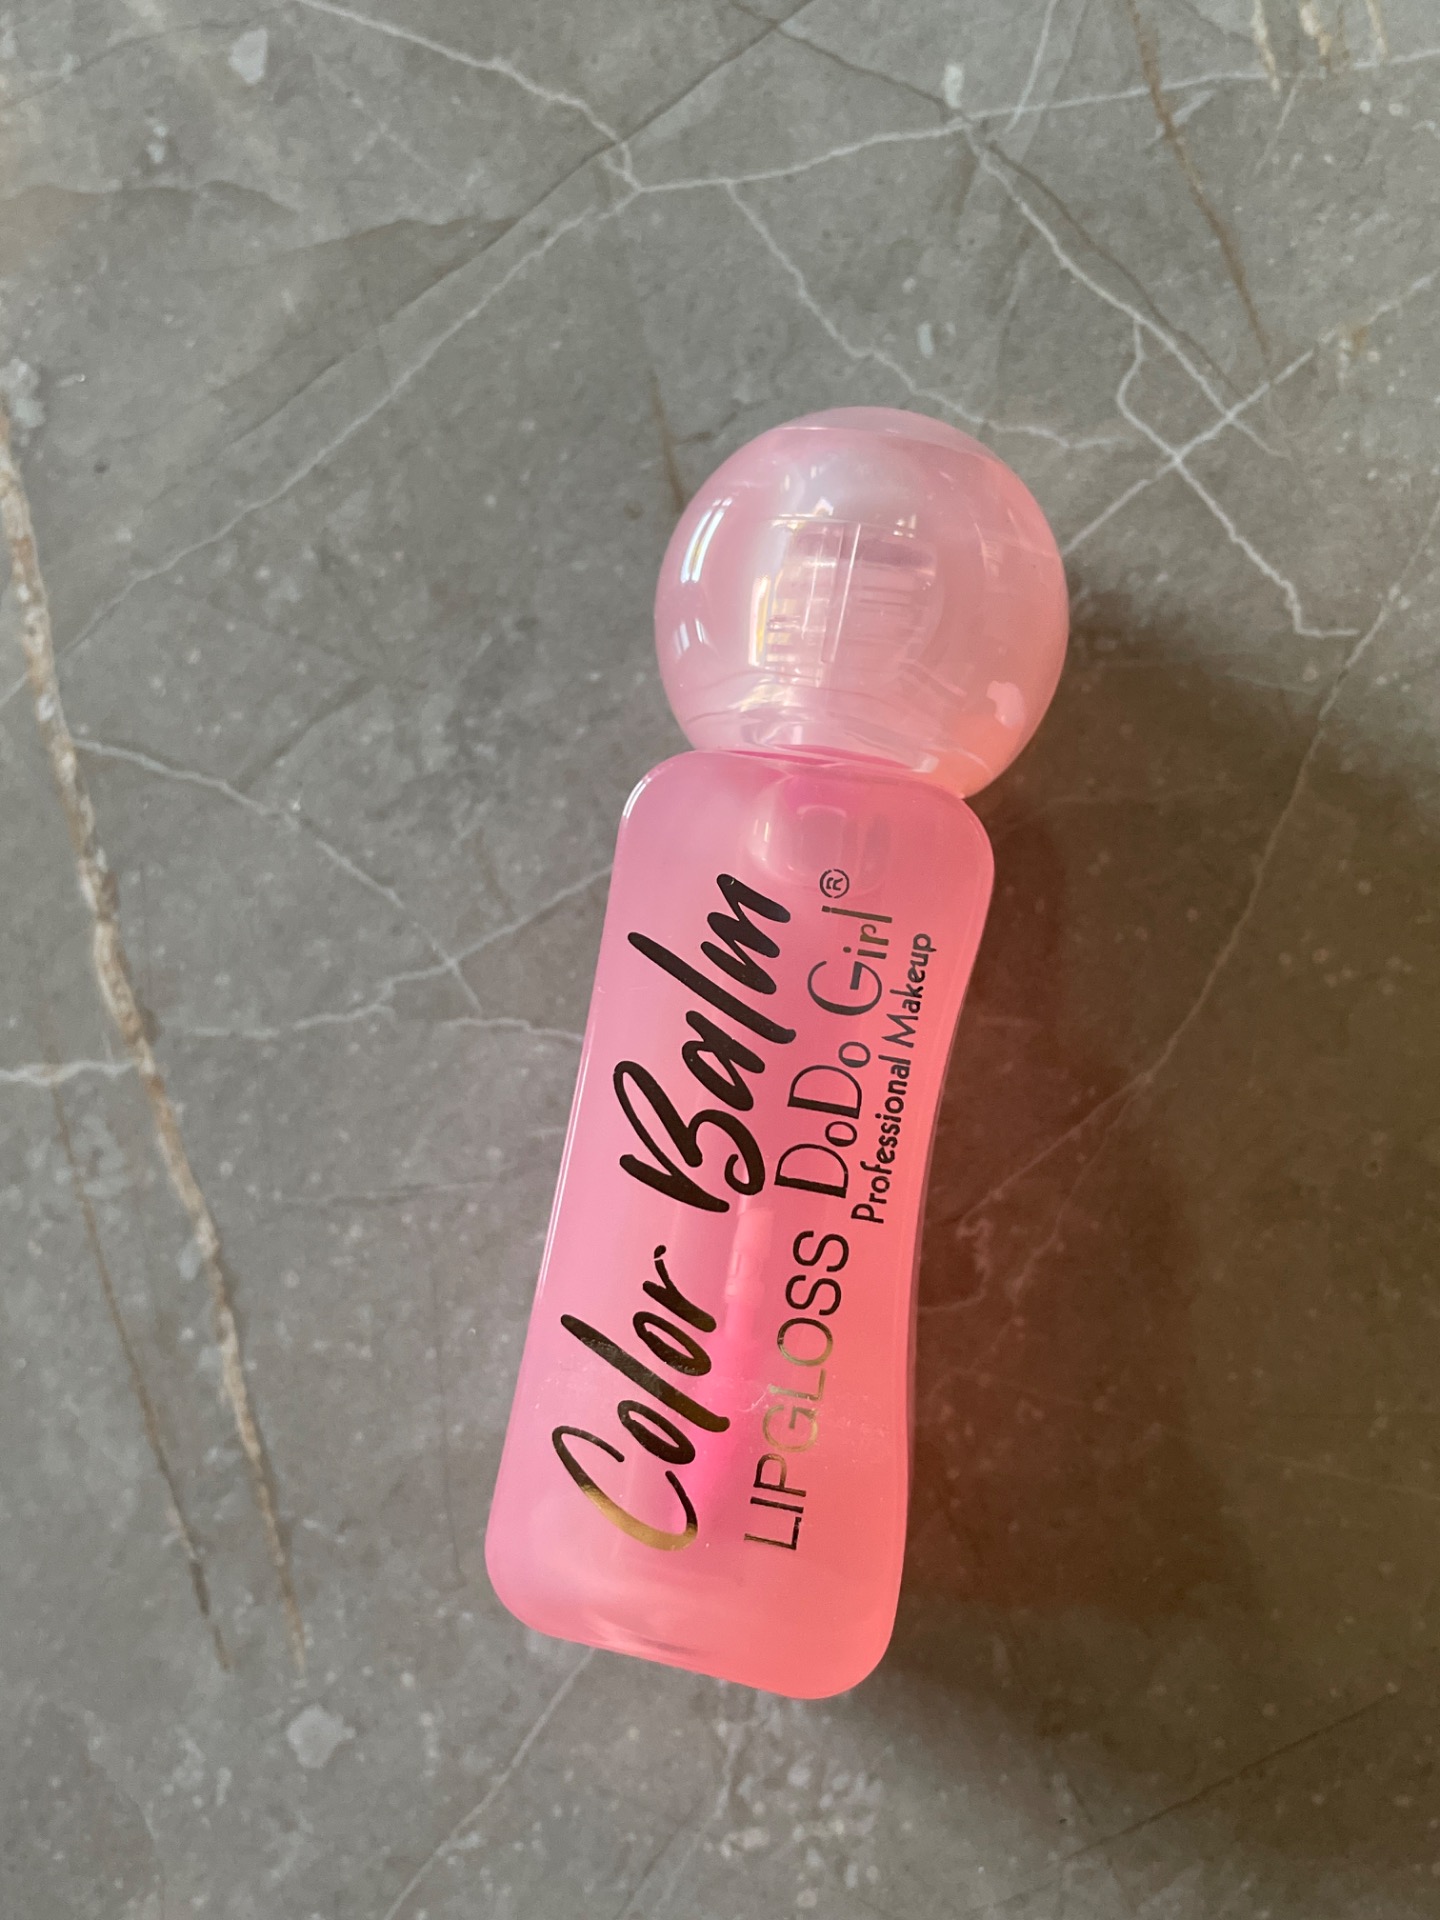 Color Balm
LIPGLOSS DoDo Girl®
Professional Makeup